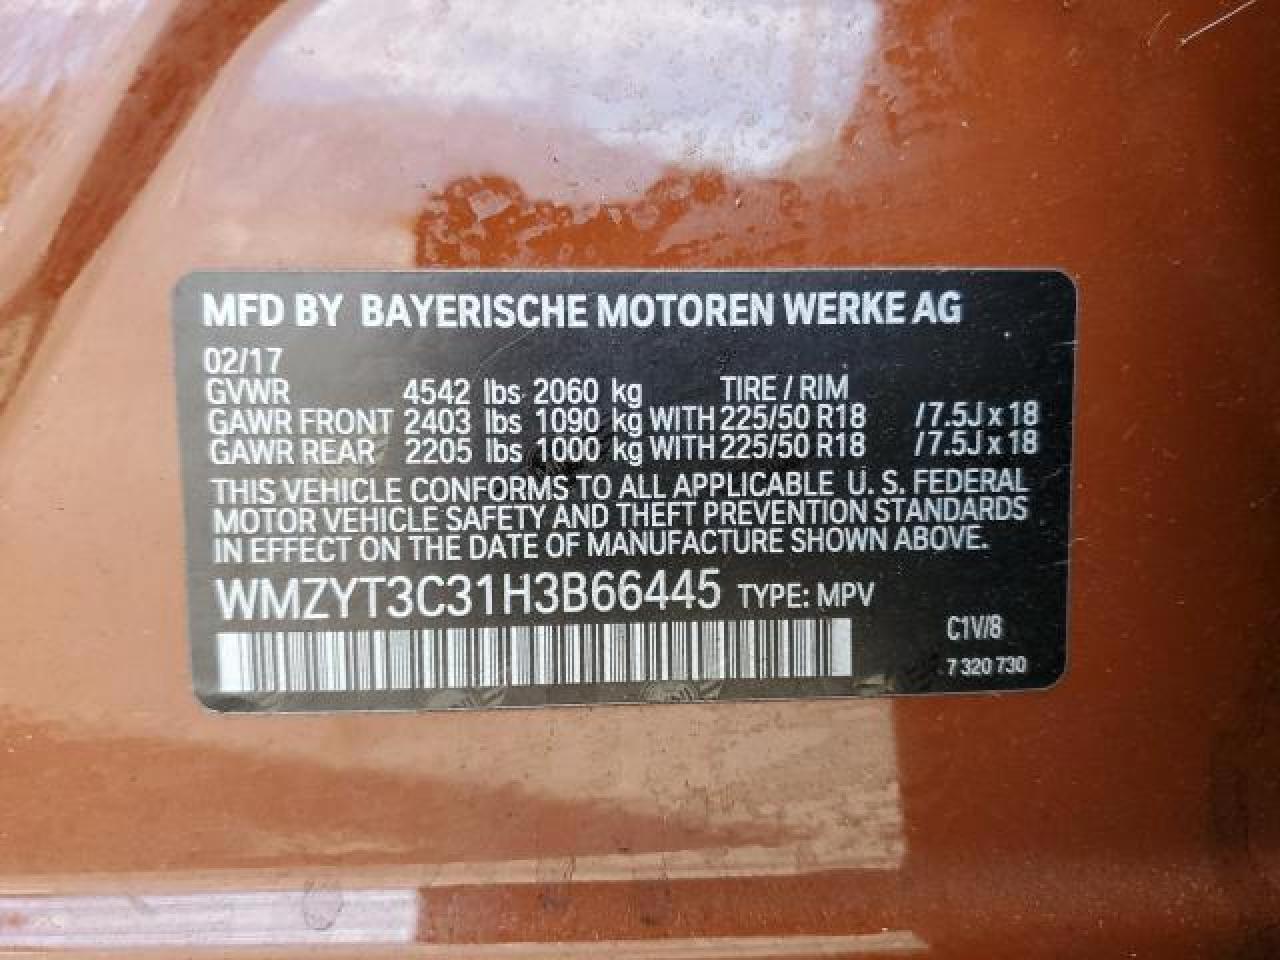 MFD BY BAYERISCHE MOTOREN WERKE AG
02/17
GVWR 4542 lbs 2060 kg TIRE / RIM
GAWR FRONT 2403 lbs 1090 kg WITH 225/50 R18 /7.5J x 18
GAWR REAR 2205 lbs 1000 kg WITH 225/50 R18 /7.5J x 18
THIS VEHICLE CONFORMS TO ALL APPLICABLE U. S. FEDERAL
MOTOR VEHICLE SAFETY AND THEFT PREVENTION STANDARDS
IN EFFECT ON THE DATE OF MANUFACTURE SHOWN ABOVE.
WMZYT3C31H3B66445 TYPE: MPV
C1V/8
7 320 730